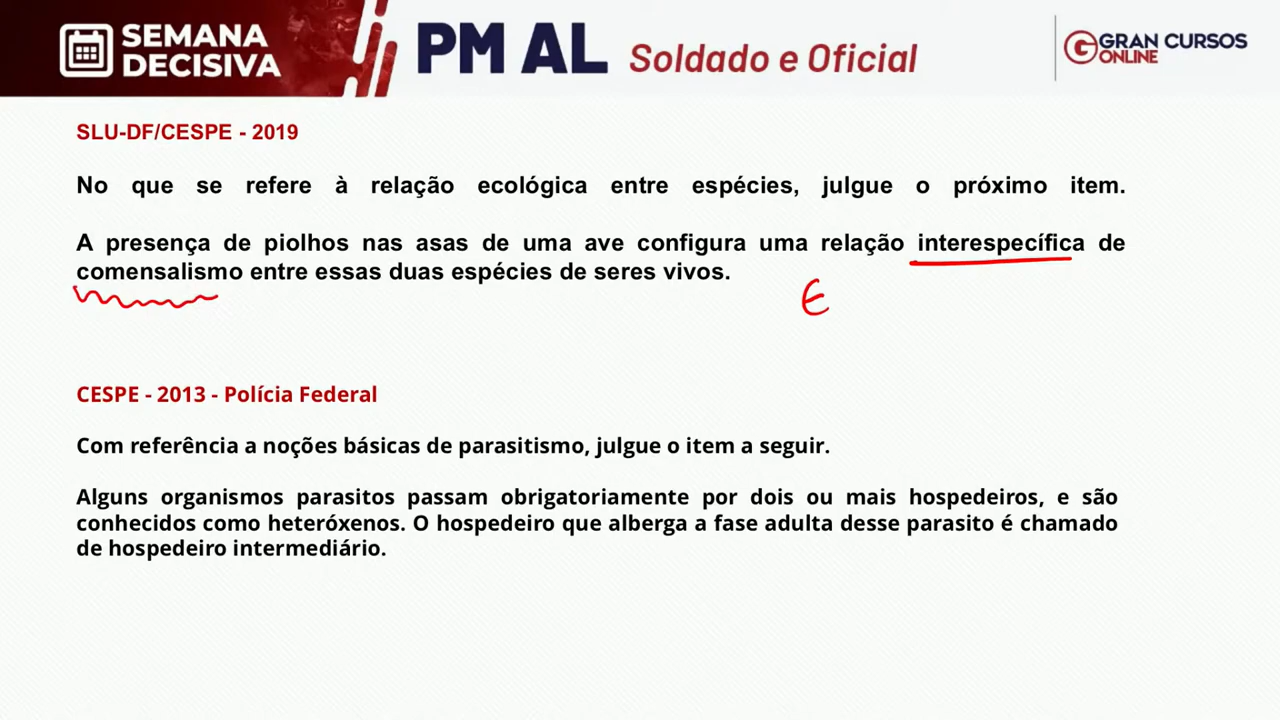 SEMANA
DECISIVA
PM AL Soldado e Oficial
GRAN CURSOS
ONLINE
SLU-DF/CESPE - 2019
No que se refere à relação ecológica entre espécies, julgue o próximo item.
A presença de piolhos nas asas de uma ave configura uma relação interespecífica de
comensalismo entre essas duas espécies de seres vivos.
E
CESPE - 2013 - Polícia Federal
Com referência a noções básicas de parasitismo, julgue o item a seguir.
Alguns organismos parasitos passam obrigatoriamente por dois ou mais hospedeiros, e são
conhecidos como heteróxenos. O hospedeiro que alberga a fase adulta desse parasito é chamado
de hospedeiro intermediário.